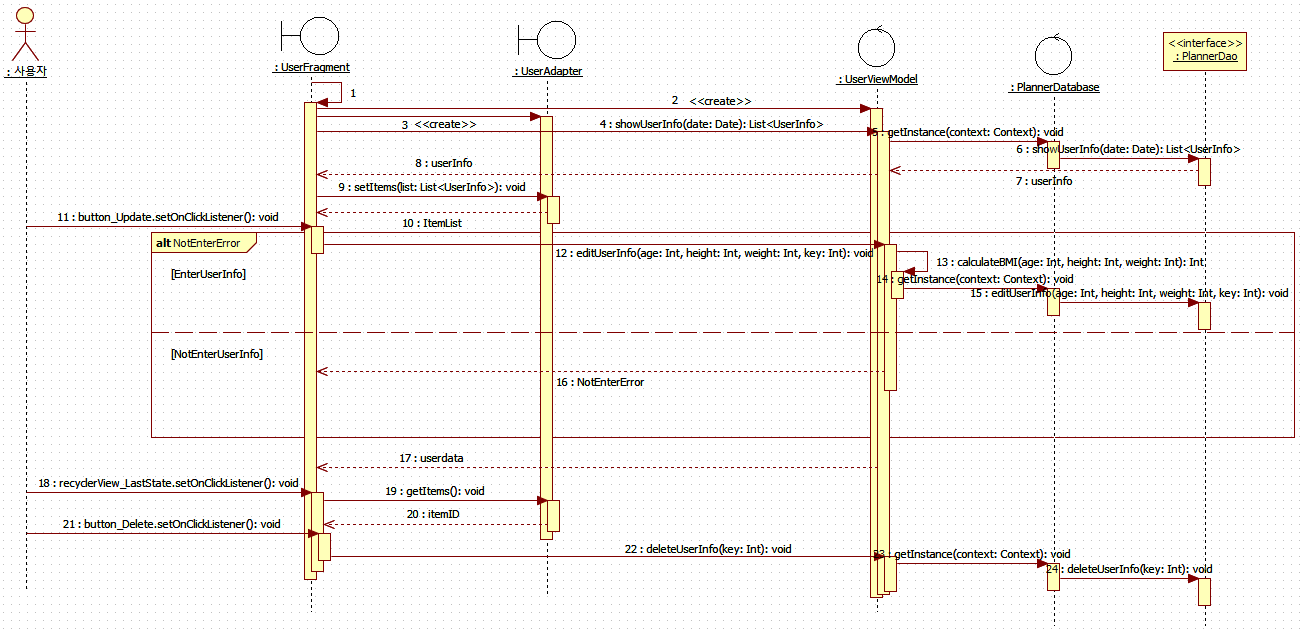 : 사용자
: UserFragment
: UserAdapter
: UserViewModel
: PlannerDatabase
<<interface>>
: PlannerDao
1
2 <<create>>
3 <<create>>
4 : showUserInfo(date: Date): List<UserInfo>
5 : getInstance(context: Context): void
6 : showUserInfo(date: Date): List<UserInfo>
7 : userInfo
8 : userInfo
9 : setItems(list: List<UserInfo>): void
10 : ItemList
11 : button_Update.setOnClickListener(): void
alt NotEnterError
[EnterUserInfo]
12 : editUserInfo(age: Int, height: Int, weight: Int, key: Int): void
13 : calculateBMI(age: Int, height: Int, weight: Int): Int
14 : getInstance(context: Context): void
15 : editUserInfo(age: Int, height: Int, weight: Int, key: Int): void
[NotEnterUserInfo]
16 : NotEnterError
17 : userdata
18 : recyclerView_LastState.setOnClickListener(): void
19 : getItems(): void
20 : itemID
21 : button_Delete.setOnClickListener(): void
22 : deleteUserInfo(key: Int): void
23 : getInstance(context: Context): void
24 : deleteUserInfo(key: Int): void